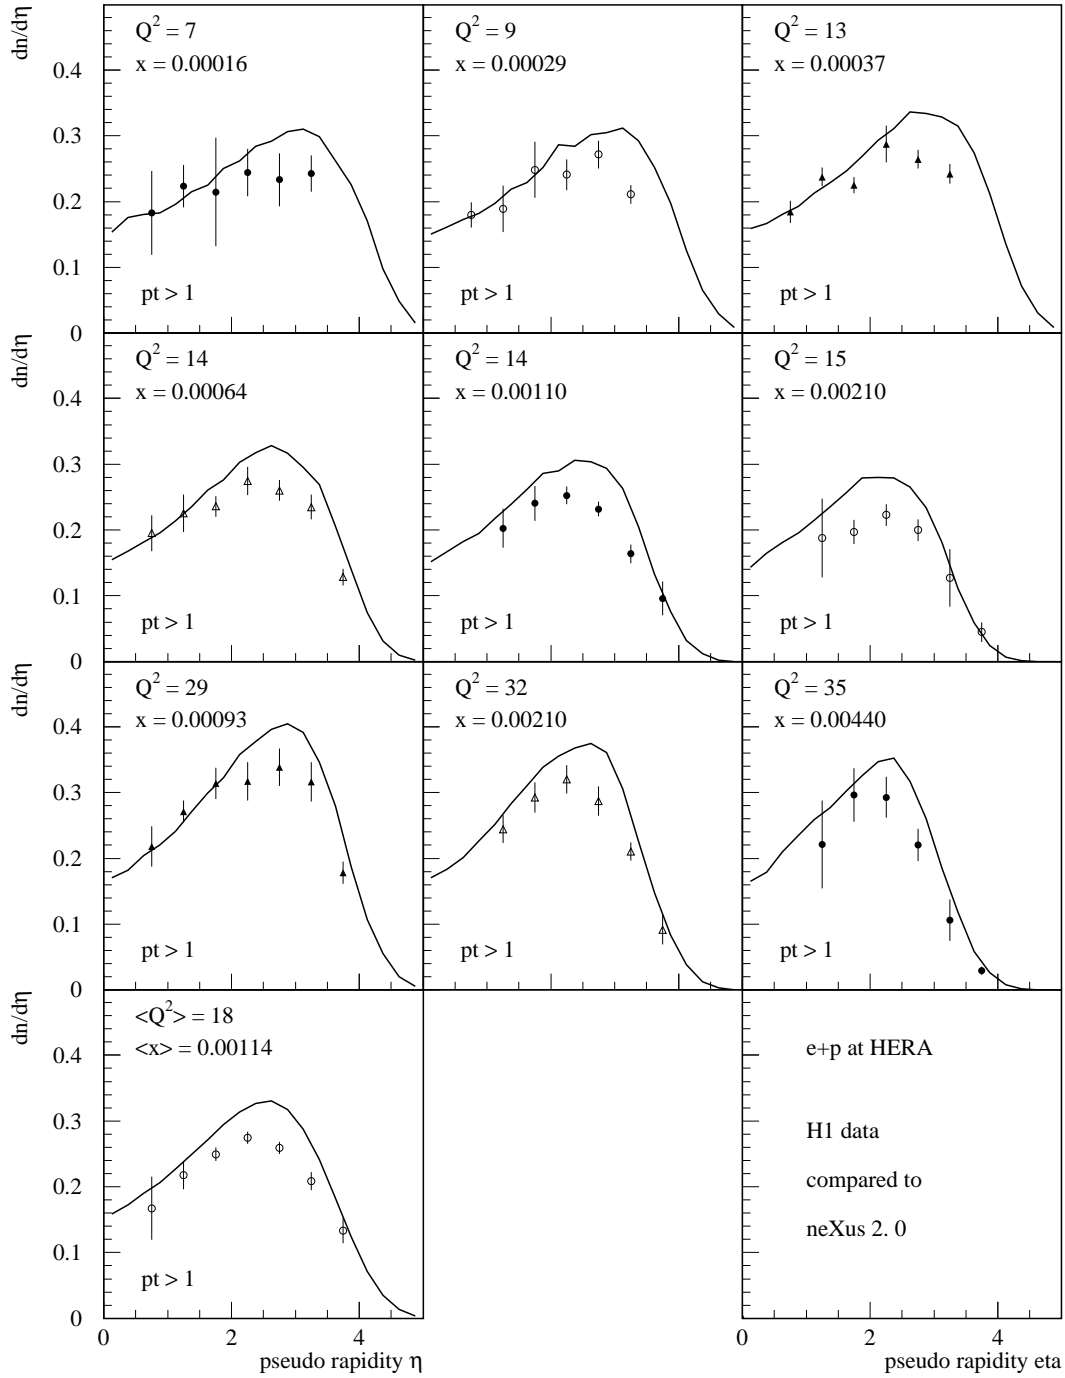 dn/dη
Q² = 7
x = 0.00016
pt > 1
Q² = 9
x = 0.00029
pt > 1
Q² = 13
x = 0.00037
pt > 1
0.4
0.3
0.2
0.1
0
dn/dη
Q² = 14
x = 0.00064
pt > 1
Q² = 14
x = 0.00110
pt > 1
Q² = 15
x = 0.00210
pt > 1
0.4
0.3
0.2
0.1
0
dn/dη
Q² = 29
x = 0.00093
pt > 1
Q² = 32
x = 0.00210
pt > 1
Q² = 35
x = 0.00440
pt > 1
0.4
0.3
0.2
0.1
0
dn/dη
<Q²> = 18
<x> = 0.00114
pt > 1
0.4
0.3
0.2
0.1
0
0 2 4
pseudo rapidity η
e+p at HERA
H1 data
compared to
neXus 2. 0
0 2 4
pseudo rapidity eta